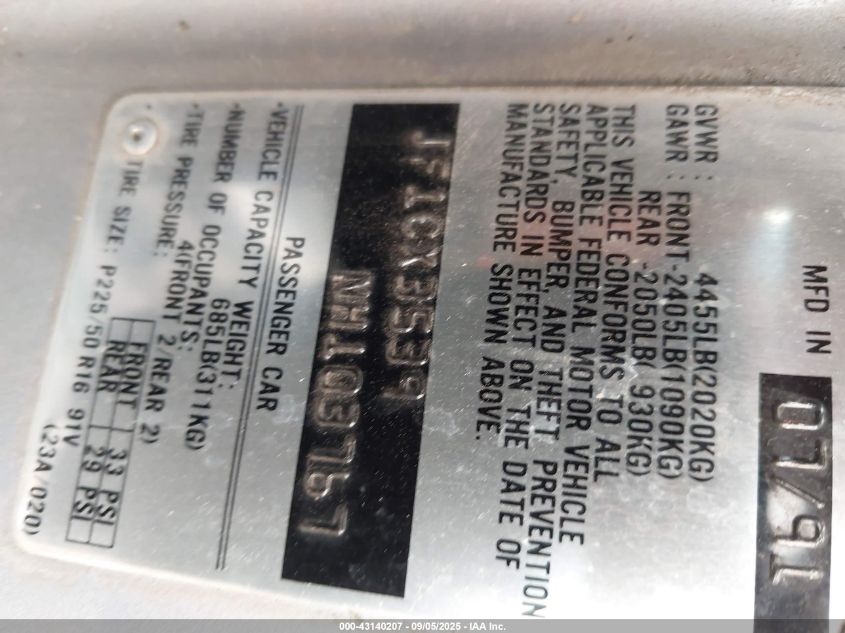 MFD IN 07/91
GVWR : 4455LB(2020KG)
GAWR : FRONT-2405LB(1090KG)
REAR -2050LB( 930KG)
THIS VEHICLE CONFORMS TO ALL
APPLICABLE FEDERAL MOTOR VEHICLE
SAFETY, BUMPER AND THEFT PREVENTION
STANDARDS IN EFFECT ON THE DATE OF
MANUFACTURE SHOWN ABOVE.
JF1CX3539
NH103767
PASSENGER CAR
•VEHICLE CAPACITY WEIGHT:
685LB(311KG)
•NUMBER OF OCCUPANTS:
4(FRONT 2/REAR 2)
•TIRE PRESSURE:
FRONT 33 PSI
REAR 29 PSI
•TIRE SIZE: P225/50 R16 91V
(23A/020)
000-43140207 - 09/05/2025 - IAA Inc.